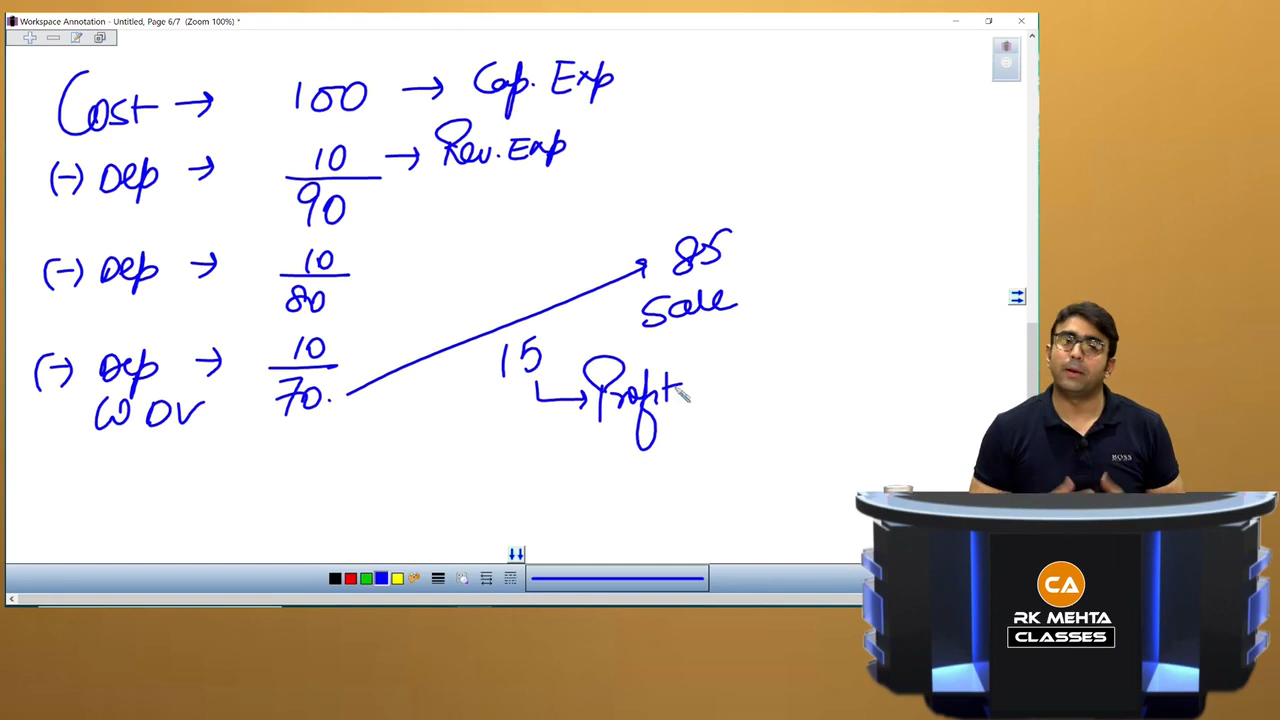 Workspace Annotation - Untitled, Page 6/7 (Zoom 100%) *
Cost → 100 → Cap. Exp
(-) Dep → 10 → Rev. Exp
90
(-) Dep → 10
80
85
Sale
(-) Dep → 10
WDV 70.
15
Profit
BOSS
CA
RK MEHTA
CLASSES